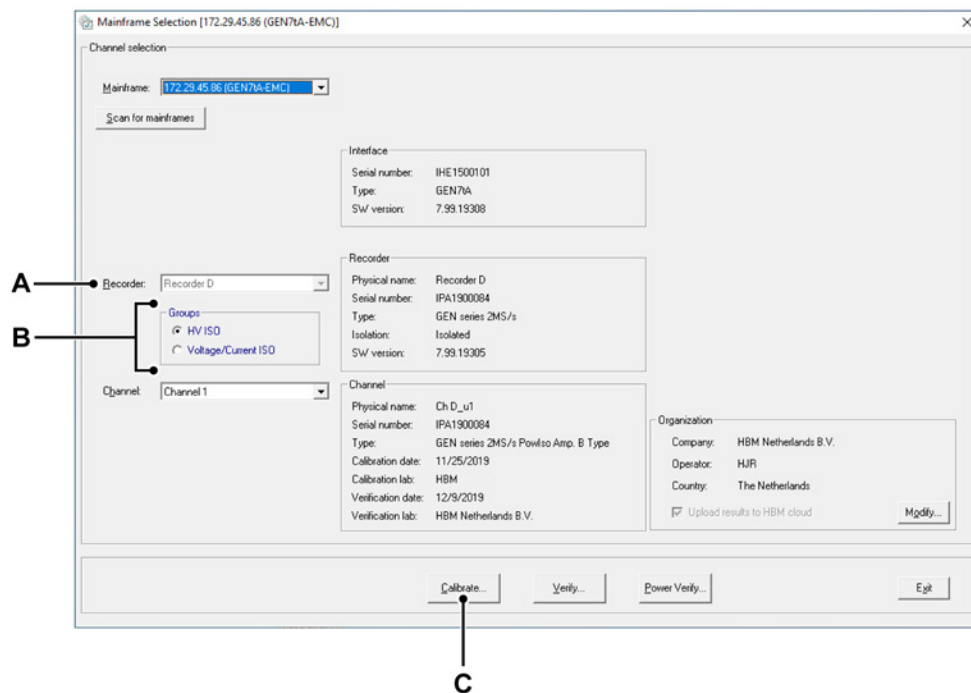 Mainframe Selection [172.29.45.86 (GEN7tA-EMC)]
Channel selection
Mainframe: 172.29.45.86 (GEN7tA-EMC)
Scan for mainframes
Interface
Serial number: IHE1500101
Type: GEN7tA
SW version: 7.99.19308
A
Recorder: Recorder D
Recorder
Physical name: Recorder D
Serial number: IPA1900084
Type: GEN series 2MS/s
Isolation: Isolated
SW version: 7.99.19305
B
Groups
HV ISO
Voltage/Current ISO
Channel: Channel 1
Channel
Physical name: Ch D_u1
Serial number: IPA1900084
Type: GEN series 2MS/s PowIso Amp. B Type
Calibration date: 11/25/2019
Calibration lab: HBM
Verification date: 12/9/2019
Verification lab: HBM Netherlands B.V.
Organization
Company: HBM Netherlands B.V.
Operator: HJR
Country: The Netherlands
Upload results to HBM cloud
Modify...
Calibrate...
Verify...
Power Verify...
Exit
C